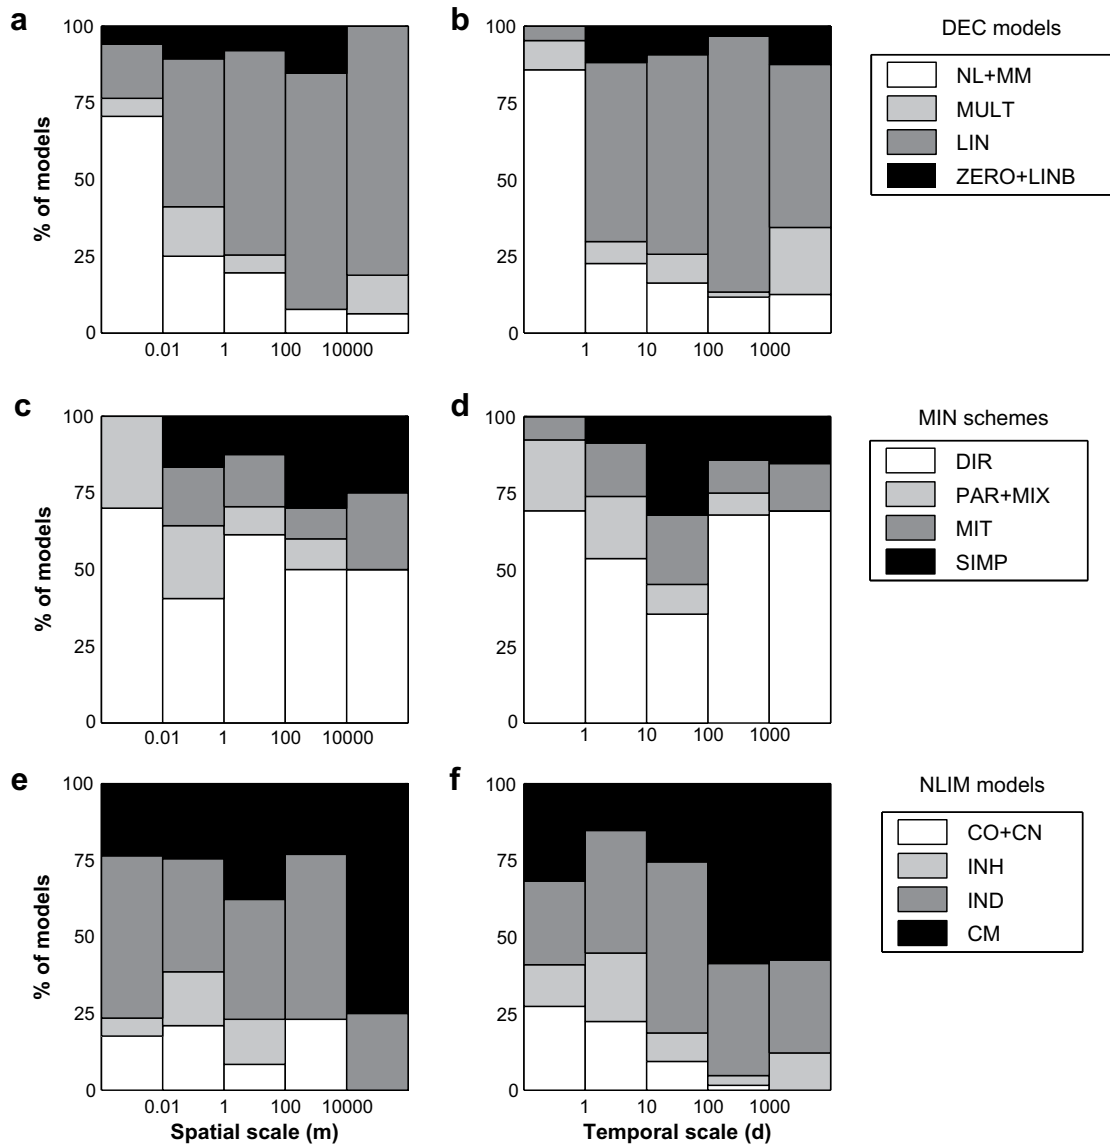 a
b
DEC models
NL+MM
MULT
LIN
ZERO+LINB
% of models
100
75
50
25
0
0.01 1 100 10000
100
75
50
25
0
1 10 100 1000
c
d
MIN schemes
DIR
PAR+MIX
MIT
SIMP
% of models
100
75
50
25
0
0.01 1 100 10000
100
75
50
25
0
1 10 100 1000
e
f
NLIM models
CO+CN
INH
IND
CM
% of models
100
75
50
25
0
0.01 1 100 10000
Spatial scale (m)
100
75
50
25
0
1 10 100 1000
Temporal scale (d)